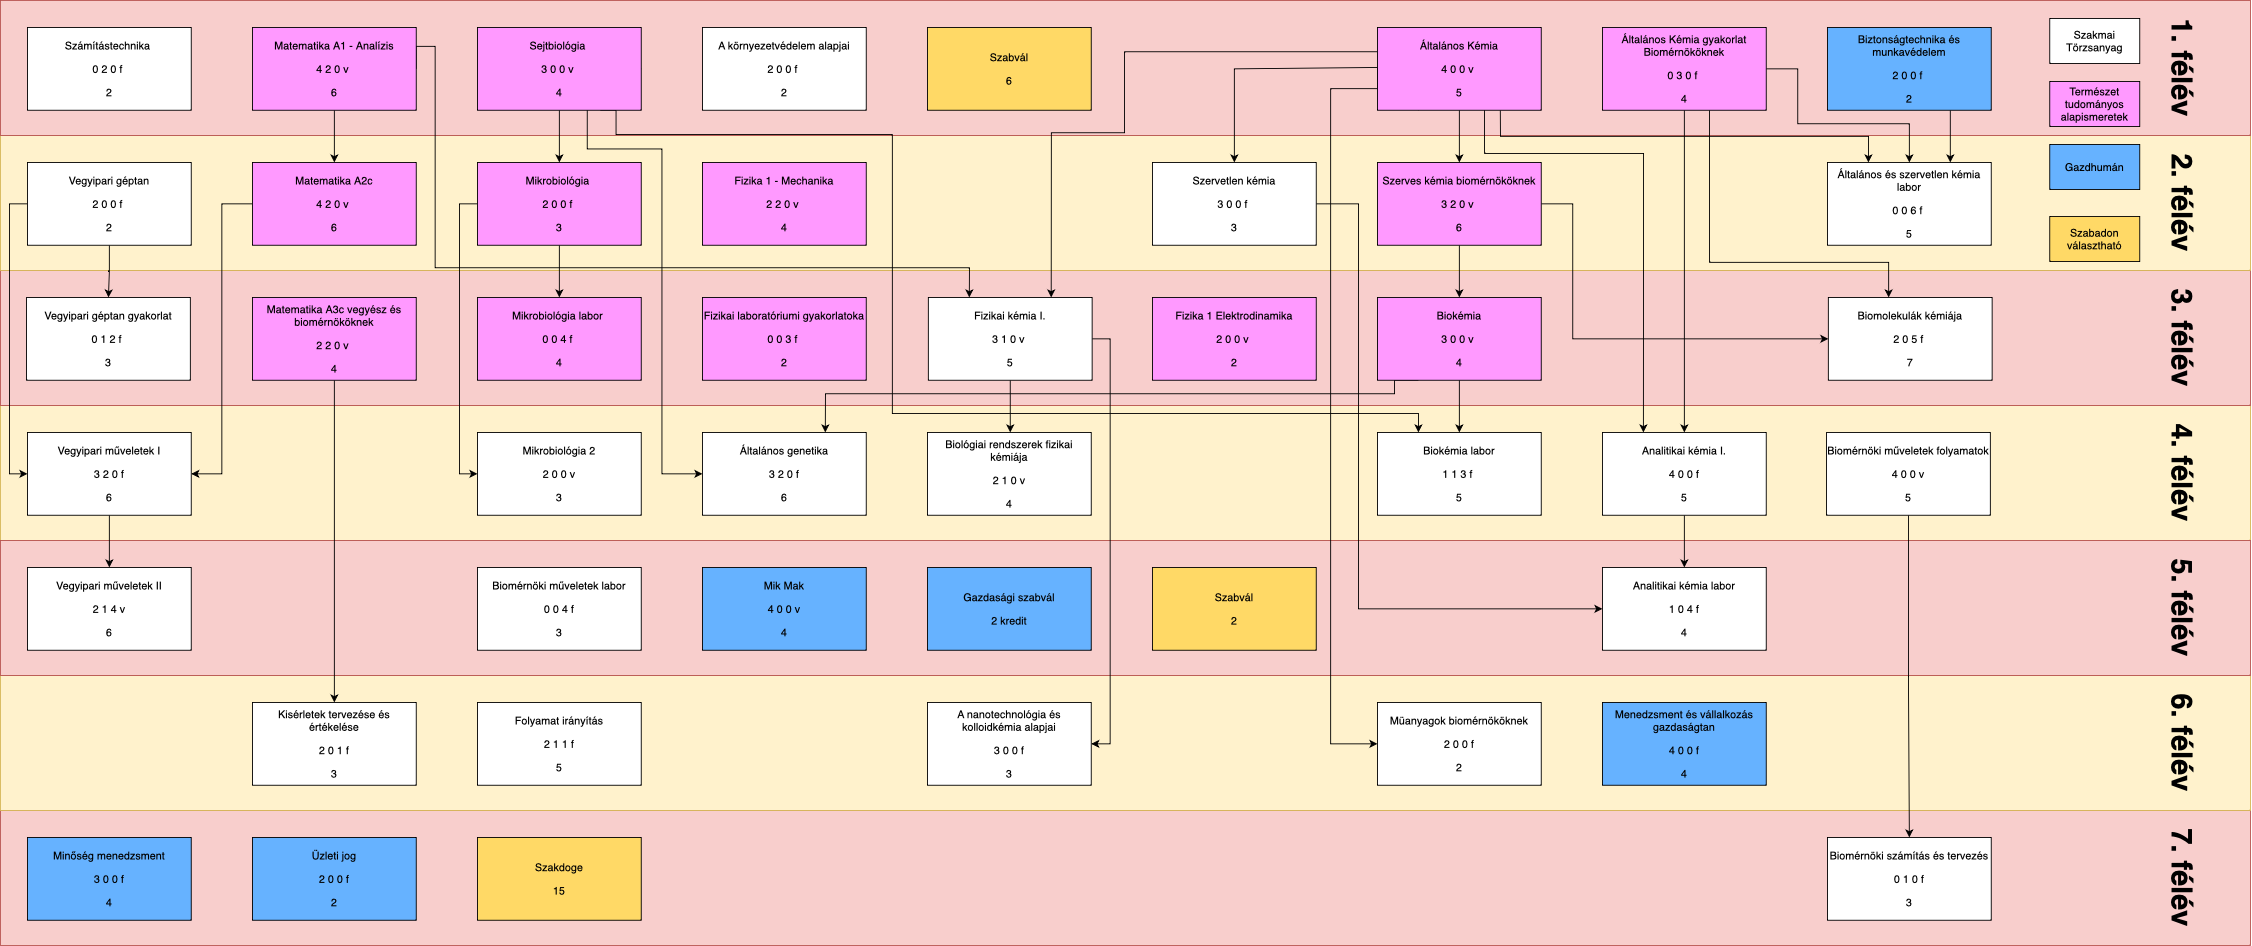 Számítástechnika
0 2 0 f
2
Matematika A1 - Analízis
4 2 0 v
6
Sejtbiológia
3 0 0 v
4
A környezetvédelem alapjai
2 0 0 f
2
Szabvál
6
Általános Kémia
4 0 0 v
5
Általános Kémia gyakorlat
Biomérnököknek
0 3 0 f
4
Biztonságtechnika és
munkavédelem
2 0 0 f
2
1. félév
Szakmai
Törzsanyag
Természet
tudományos
alapismeretek
Gazdhumán
Szabadon
választható
Vegyipari géptan
2 0 0 f
2
Matematika A2c
4 2 0 v
6
Mikrobiológia
2 0 0 f
3
Fizika 1 - Mechanika
2 2 0 v
4
Szervetlen kémia
3 0 0 f
3
Szerves kémia biomérnököknek
3 2 0 v
6
Általános és szervetlen kémia
labor
0 0 6 f
5
2. félév
Vegyipari géptan gyakorlat
0 1 2 f
3
Matematika A3c vegyész és
biomérnököknek
2 2 0 v
4
Mikrobiológia labor
0 0 4 f
4
Fizikai laboratóriumi gyakorlatoka
0 0 3 f
2
Fizikai kémia I.
3 1 0 v
5
Fizika 1 Elektrodinamika
2 0 0 v
2
Biokémia
3 0 0 v
4
Biomolekulák kémiája
2 0 5 f
7
3. félév
Vegyipari műveletek I
3 2 0 f
6
Mikrobiológia 2
2 0 0 v
3
Általános genetika
3 2 0 f
6
Biológiai rendszerek fizikai
kémiája
2 1 0 v
4
Biokémia labor
1 1 3 f
5
Analitikai kémia I.
4 0 0 f
5
Biomérnöki műveletek folyamatok
4 0 0 v
5
4. félév
Vegyipari műveletek II
2 1 4 v
6
Biomérnöki műveletek labor
0 0 4 f
3
Mik Mak
4 0 0 v
4
Gazdasági szabvál
2 kredit
Szabvál
2
Analitikai kémia labor
1 0 4 f
4
5. félév
Kisérletek tervezése és
értékelése
2 0 1 f
3
Folyamat irányítás
2 1 1 f
5
A nanotechnológia és
kolloidkémia alapjai
3 0 0 f
3
Műanyagok biomérnököknek
2 0 0 f
2
Menedzsment és vállalkozás
gazdaságtan
4 0 0 f
4
6. félév
Minőség menedzsment
3 0 0 f
4
Üzleti jog
2 0 0 f
2
Szakdoge
15
Biomérnöki számítás és tervezés
0 1 0 f
3
7. félév